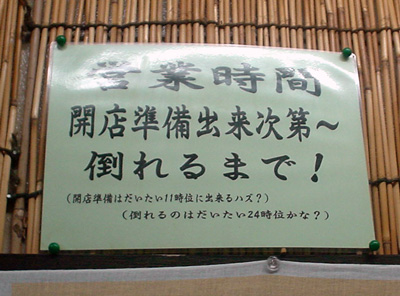 営業時間
開店準備出来次第～
倒れるまで！
（開店準備はだいたい11時位に出来るハズ？）
（倒れるのはだいたい24時位かな？）